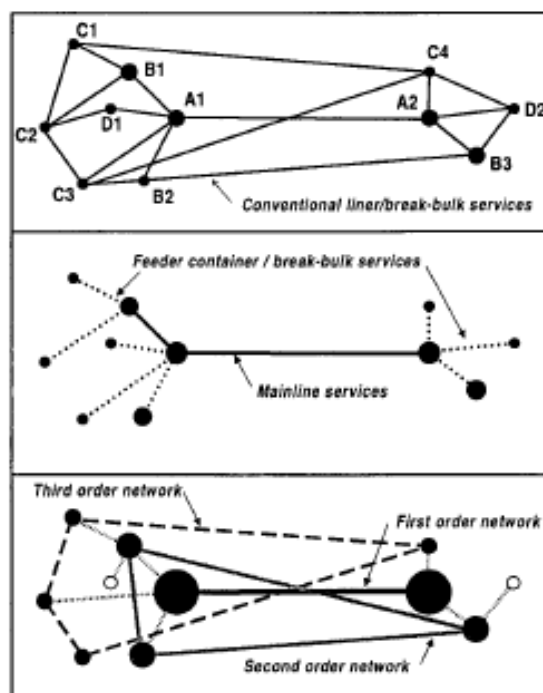 C1
C4
B1
A1
A2
D1
D2
C2
B3
C3
B2
Conventional liner/break-bulk services
Feeder container / break-bulk services
Mainline services
Third order network
First order network
Second order network